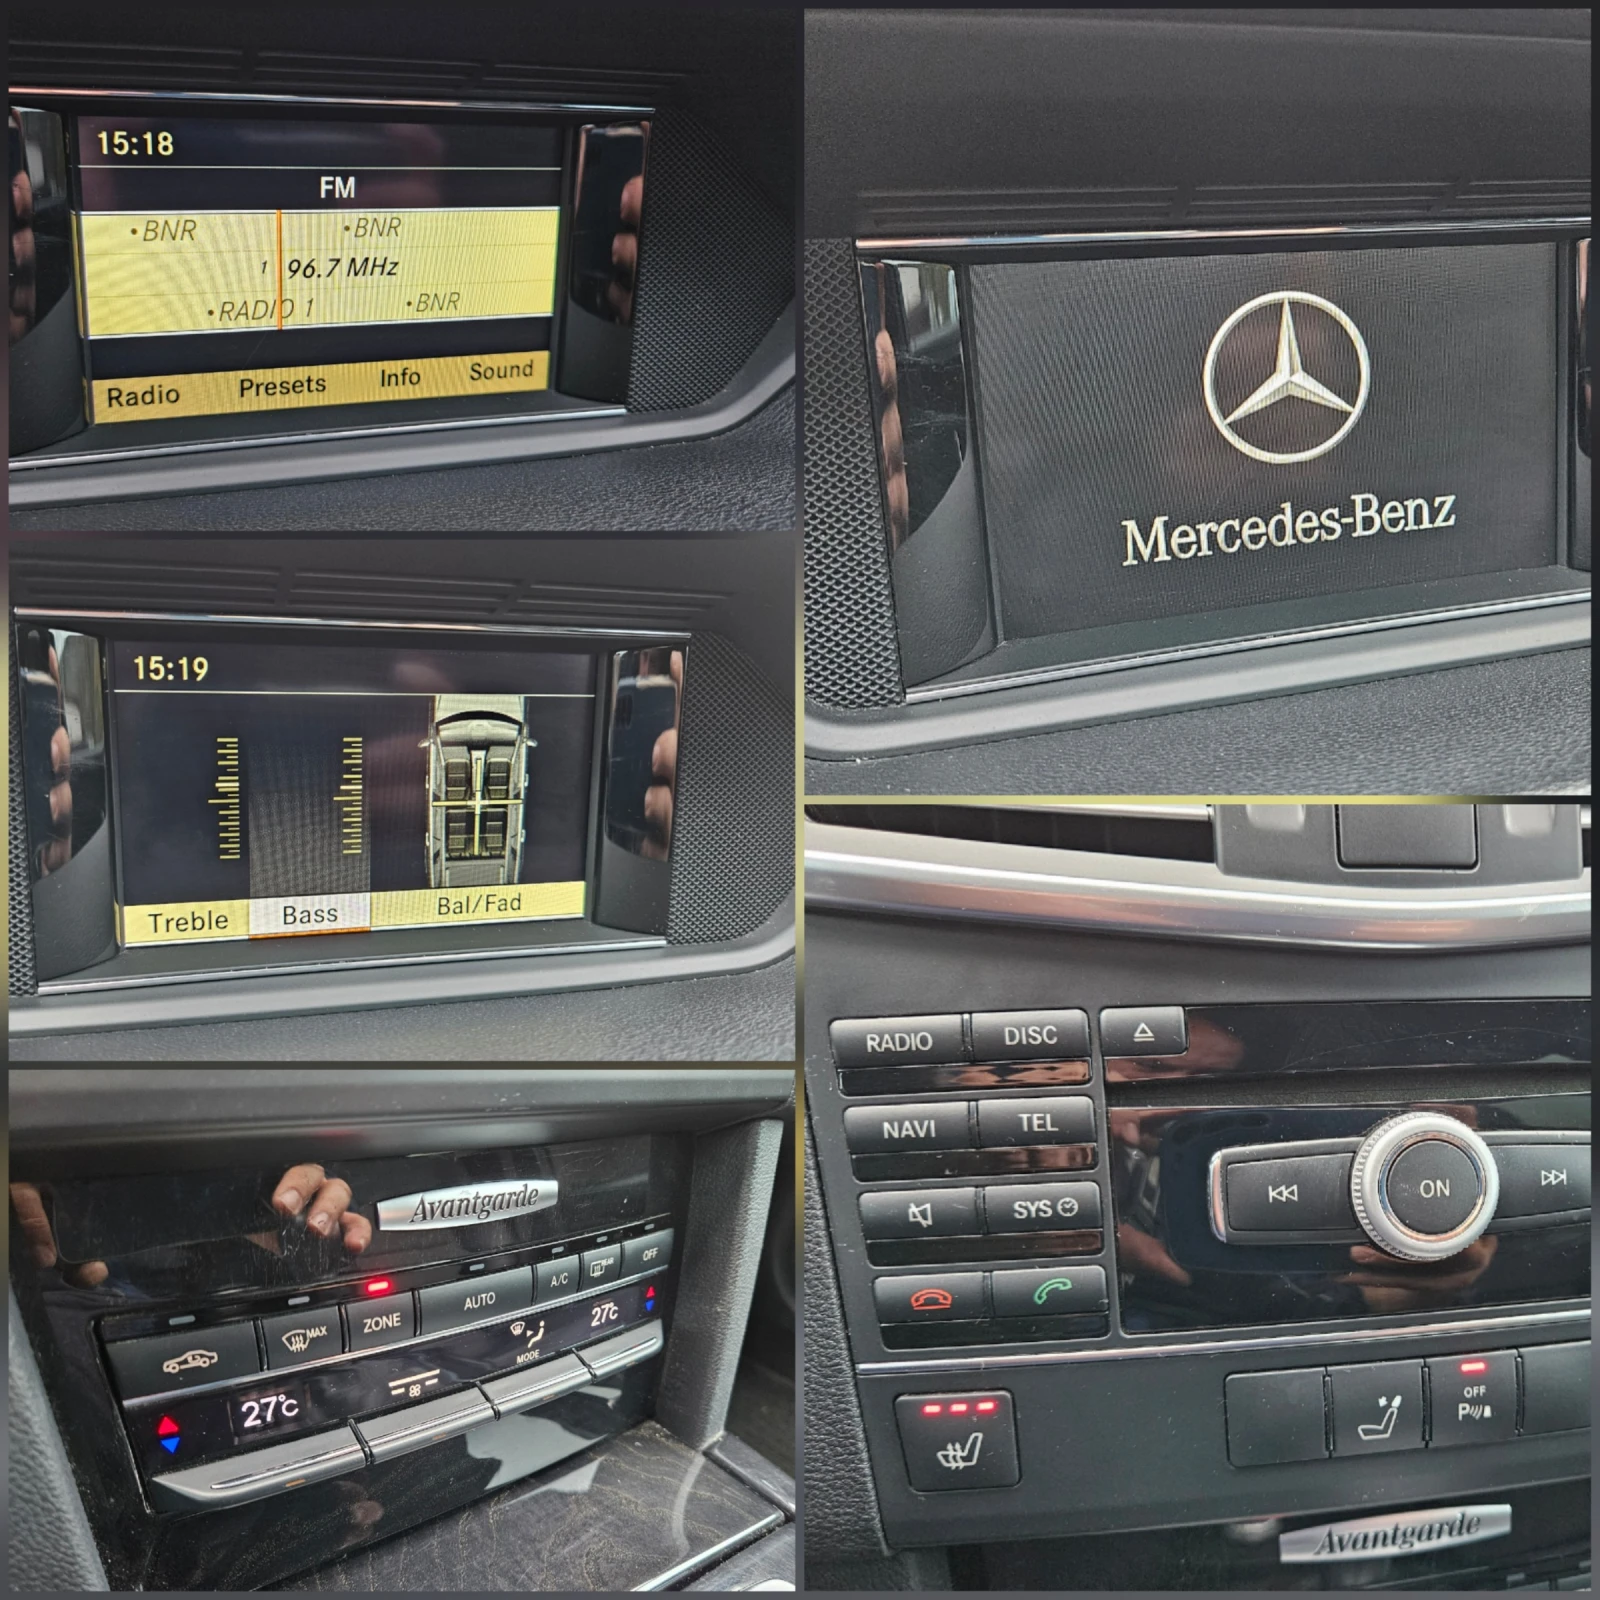 15:18
FM
•BNR •BNR
1 96.7 MHz
•RADIO 1 •BNR
Radio Presets Info Sound
Mercedes-Benz
15:19
Treble Bass Bal/Fad
Avantgarde
MAX ZONE AUTO A/C REAR OFF
27°C MODE 27°C
RADIO DISC
NAVI TEL
SYS
ON
OFF
P
Avantgarde